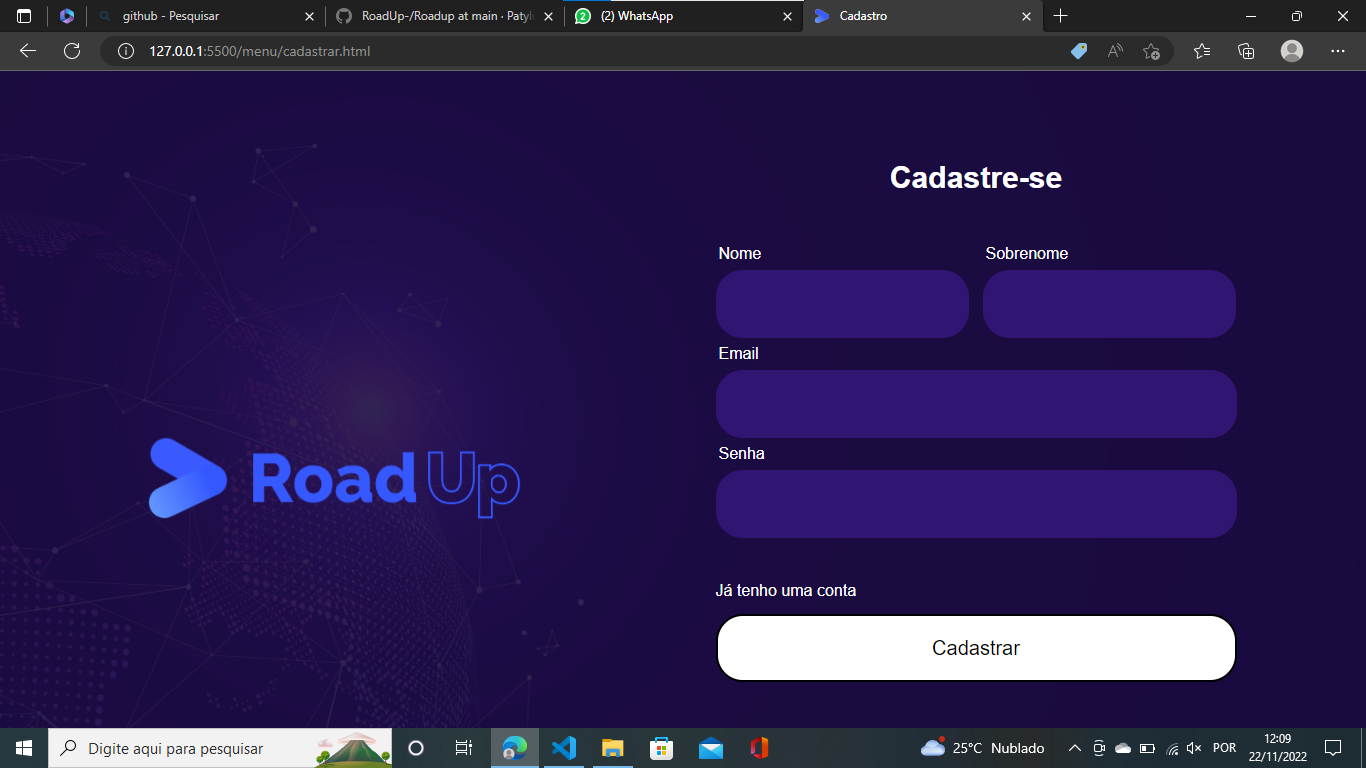 github - Pesquisar
RoadUp-/Roadup at main · Patyl
(2) WhatsApp
Cadastro
127.0.0.1:5500/menu/cadastrar.html
Cadastre-se
Nome
Sobrenome
Email
Senha
Road Up
Já tenho uma conta
Cadastrar
Digite aqui para pesquisar
25°C Nublado
POR
12:09
22/11/2022